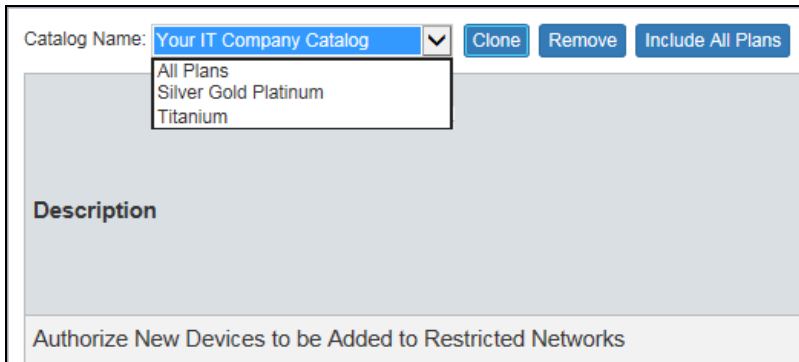 Catalog Name: Your IT Company Catalog Clone Remove Include All Plans
All Plans
Silver Gold Platinum
Titanium
Description
Authorize New Devices to be Added to Restricted Networks